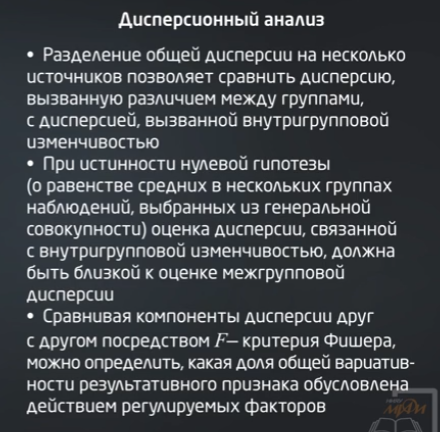 Дисперсионный анализ
• Разделение общей дисперсии на несколько
источников позволяет сравнить дисперсию,
вызванную различием между группами,
с дисперсией, вызванной внутригрупповой
изменчивостью
• При истинности нулевой гипотезы
(о равенстве средних в нескольких группах
наблюдений, выбранных из генеральной
совокупности) оценка дисперсии, связанной
с внутригрупповой изменчивостью, должна
быть близкой к оценке межгрупповой
дисперсии
• Сравнивая компоненты дисперсии друг
с другом посредством F– критерия Фишера,
можно определить, какая доля общей вариатив-
ности результативного признака обусловлена
действием регулируемых факторов